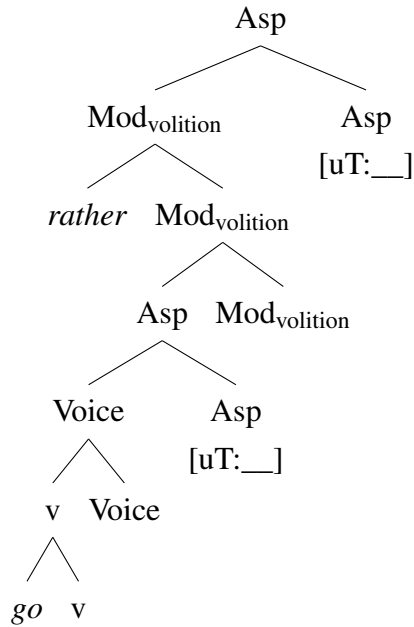 Asp
Mod_volition Asp
[uT:__]
rather Mod_volition
Asp Mod_volition
Voice Asp
[uT:__]
v Voice
go v